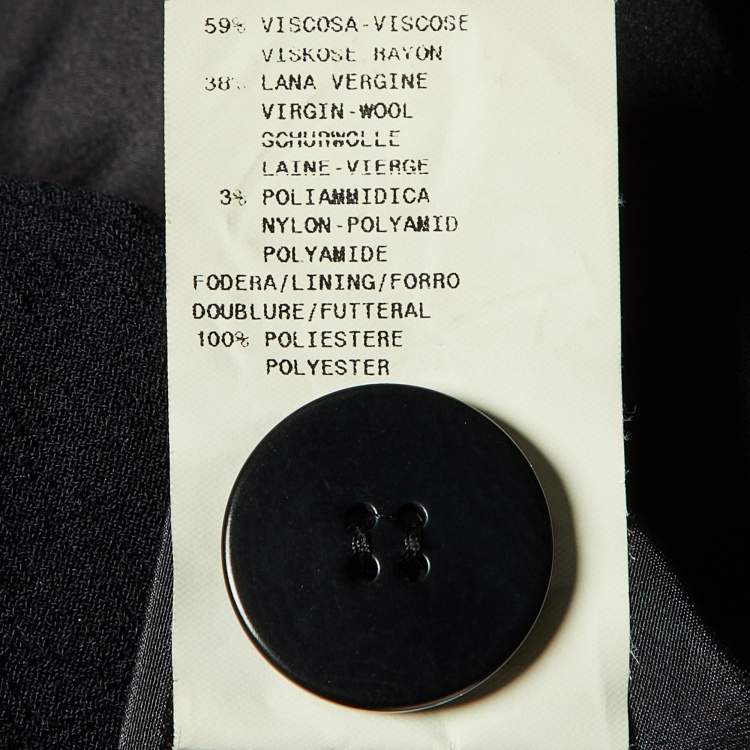 59% VISCOSA-VISCOSE
VISKOSE RAYON
38% LANA VERGINE
VIRGIN-WOOL
SCHURWOLLE
LAINE-VIERGE
3% POLIAMMIDICA
NYLON-POLYAMID
POLYAMIDE
FODERA/LINING/FORRO
DOUBLURE/FUTTERAL
100% POLIESTERE
POLYESTER